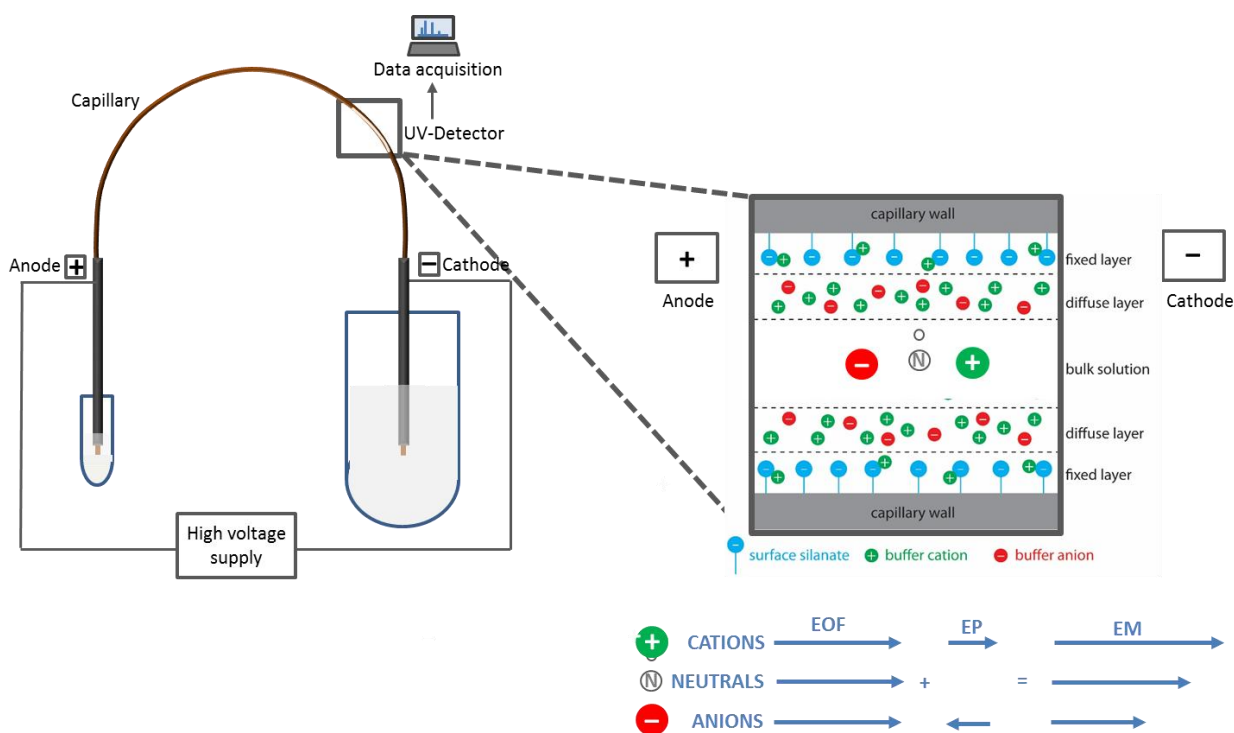 Data acquisition
Capillary
UV-Detector
Anode +
− Cathode
High voltage
supply
+
Anode
−
Cathode
capillary wall
fixed layer
diffuse layer
N
bulk solution
diffuse layer
fixed layer
capillary wall
surface silanate
buffer cation
buffer anion
EOF EP EM
+ CATIONS
N NEUTRALS + =
− ANIONS